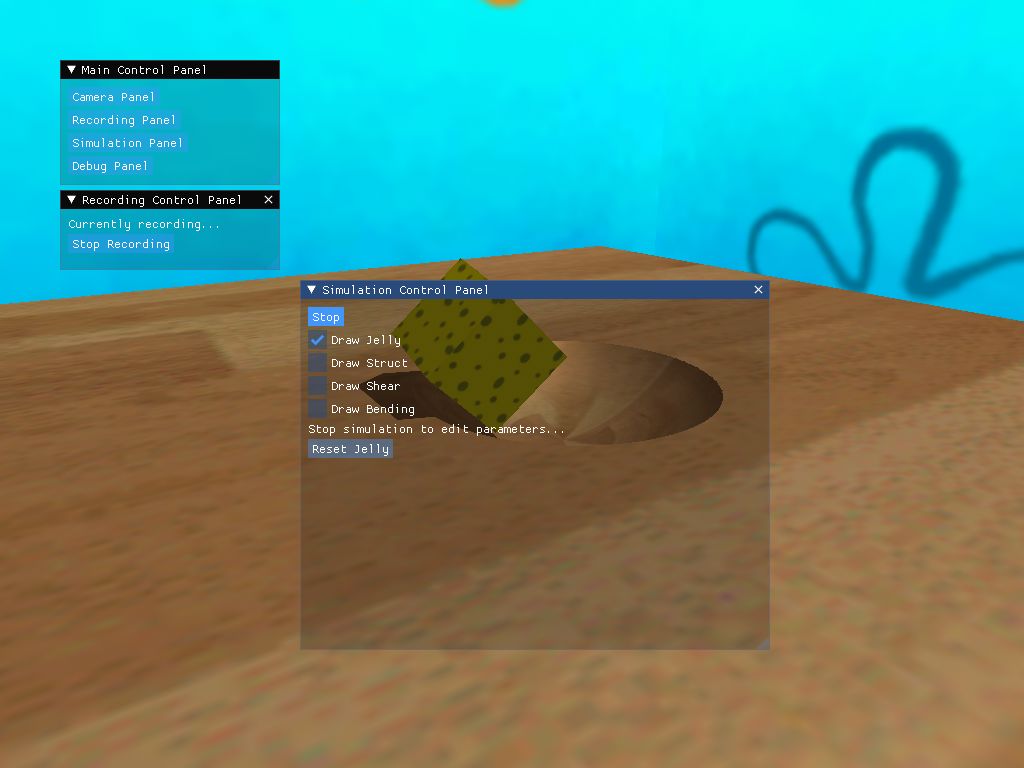 Main Control Panel
Camera Panel
Recording Panel
Simulation Panel
Debug Panel
Recording Control Panel
Currently recording...
Stop Recording
Simulation Control Panel
Stop
Draw Jelly
Draw Struct
Draw Shear
Draw Bending
Stop simulation to edit parameters...
Reset Jelly